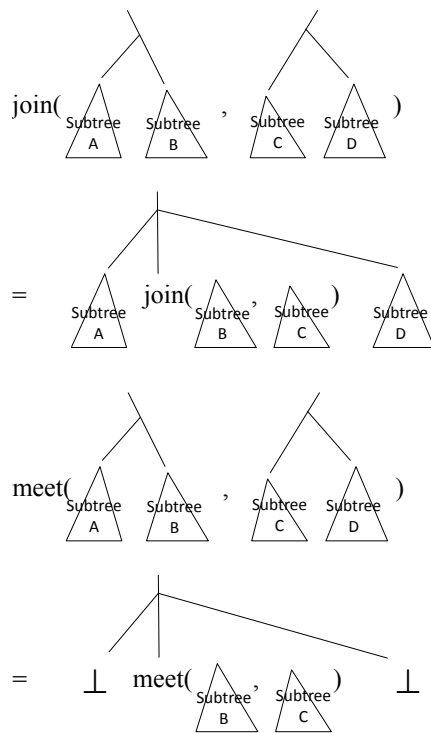 join( Subtree A Subtree B , Subtree C Subtree D )
= Subtree A join( Subtree B , Subtree C ) Subtree D
meet( Subtree A Subtree B , Subtree C Subtree D )
= ⊥ meet( Subtree B , Subtree C ) ⊥